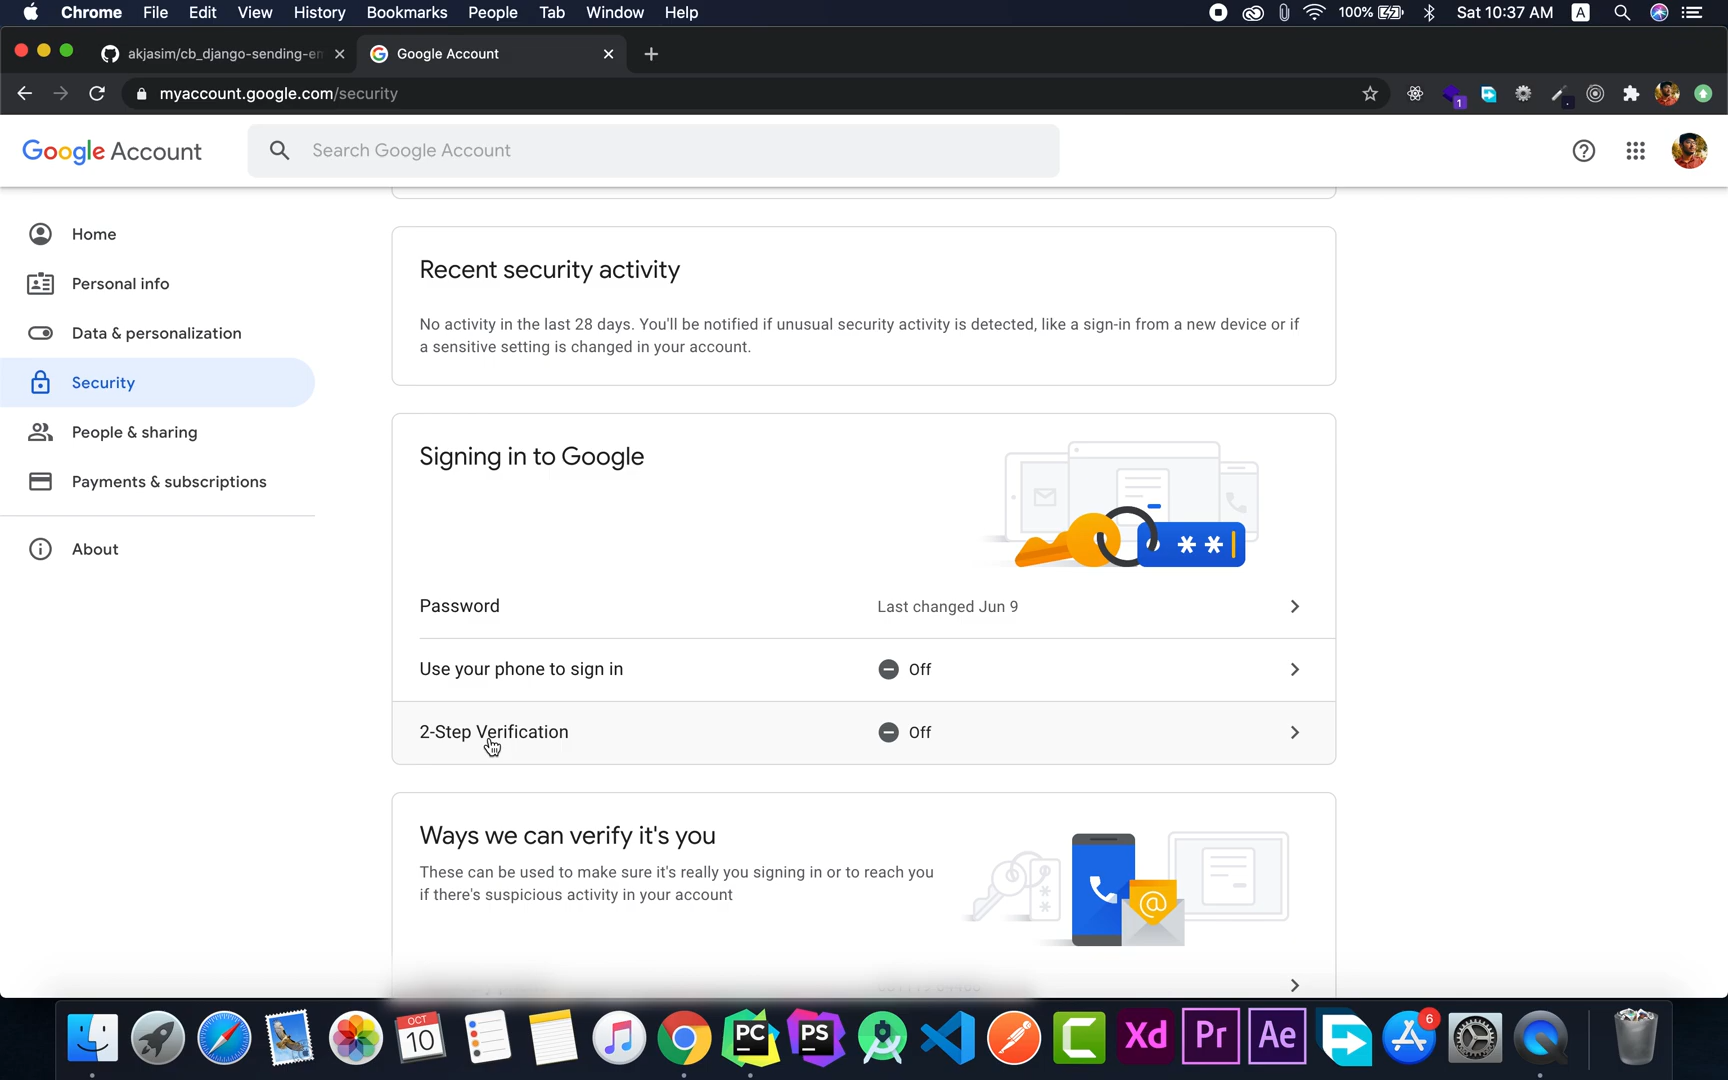 Chrome File Edit View History Bookmarks People Tab Window Help
100% Sat 10:37 AM A
akjasim/cb_django-sending-em
Google Account
myaccount.google.com/security
1
Google Account
Search Google Account
Home
Personal info
Data & personalization
Security
People & sharing
Payments & subscriptions
About
Recent security activity
No activity in the last 28 days. You'll be notified if unusual security activity is detected, like a sign-in from a new device or if
a sensitive setting is changed in your account.
Signing in to Google
**
Password Last changed Jun 9
Use your phone to sign in Off
2-Step Verification Off
Ways we can verify it's you
These can be used to make sure it's really you signing in or to reach you
if there's suspicious activity in your account
@
OCT
10
PC
PS
C
Xd
Pr
Ae
6